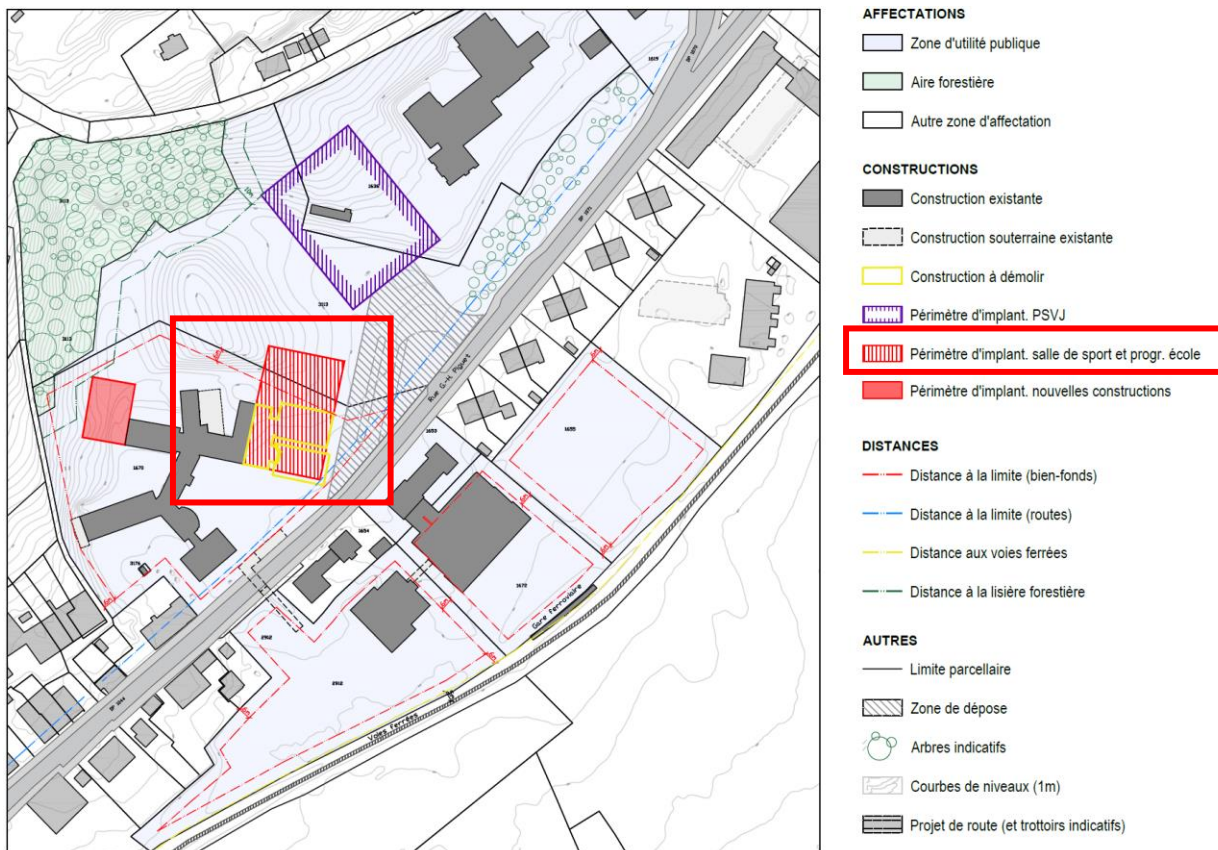 AFFECTATIONS
Zone d'utilité publique
Aire forestière
Autre zone d'affectation
CONSTRUCTIONS
Construction existante
Construction souterraine existante
Construction à démolir
Périmètre d'implant. PSVJ
Périmètre d'implant. salle de sport et progr. école
Périmètre d'implant. nouvelles constructions
DISTANCES
Distance à la limite (bien-fonds)
Distance à la limite (routes)
Distance aux voies ferrées
Distance à la lisière forestière
AUTRES
Limite parcellaire
Zone de dépose
Arbres indicatifs
Courbes de niveaux (1m)
Projet de route (et trottoirs indicatifs)
Rue G.-H. Piguet
Gare ferroviaire
Voies ferrées
1655
1672
2912
2912